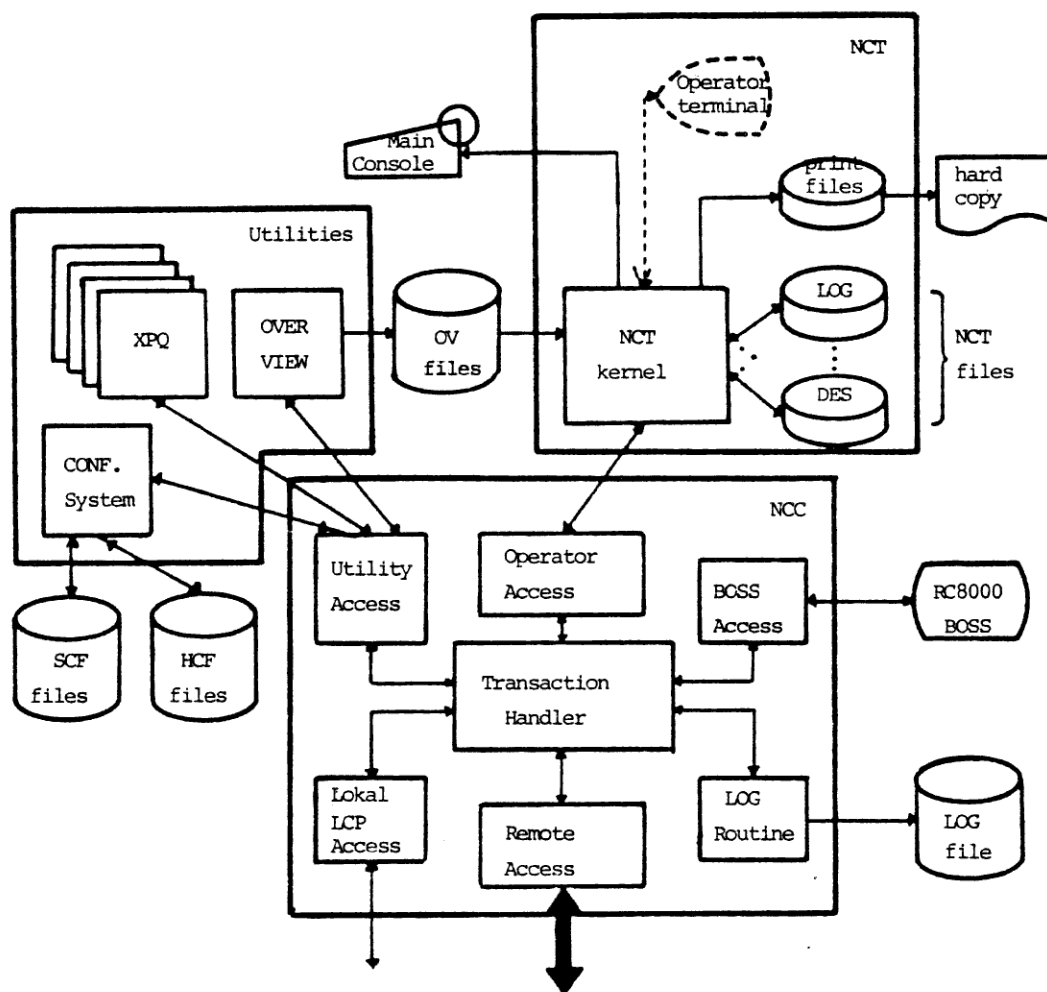 NCT
Operator
terminal
Main
Console
print
files
hard
copy
Utilities
XPQ
OVER
VIEW
OV
files
NCT
kernel
LOG
DES
NCT
files
CONF.
System
SCF
files
HCF
files
NCC
Utility
Access
Operator
Access
BOSS
Access
RC8000
BOSS
Transaction
Handler
Lokal
LCP
Access
Remote
Access
LOG
Routine
LOG
file